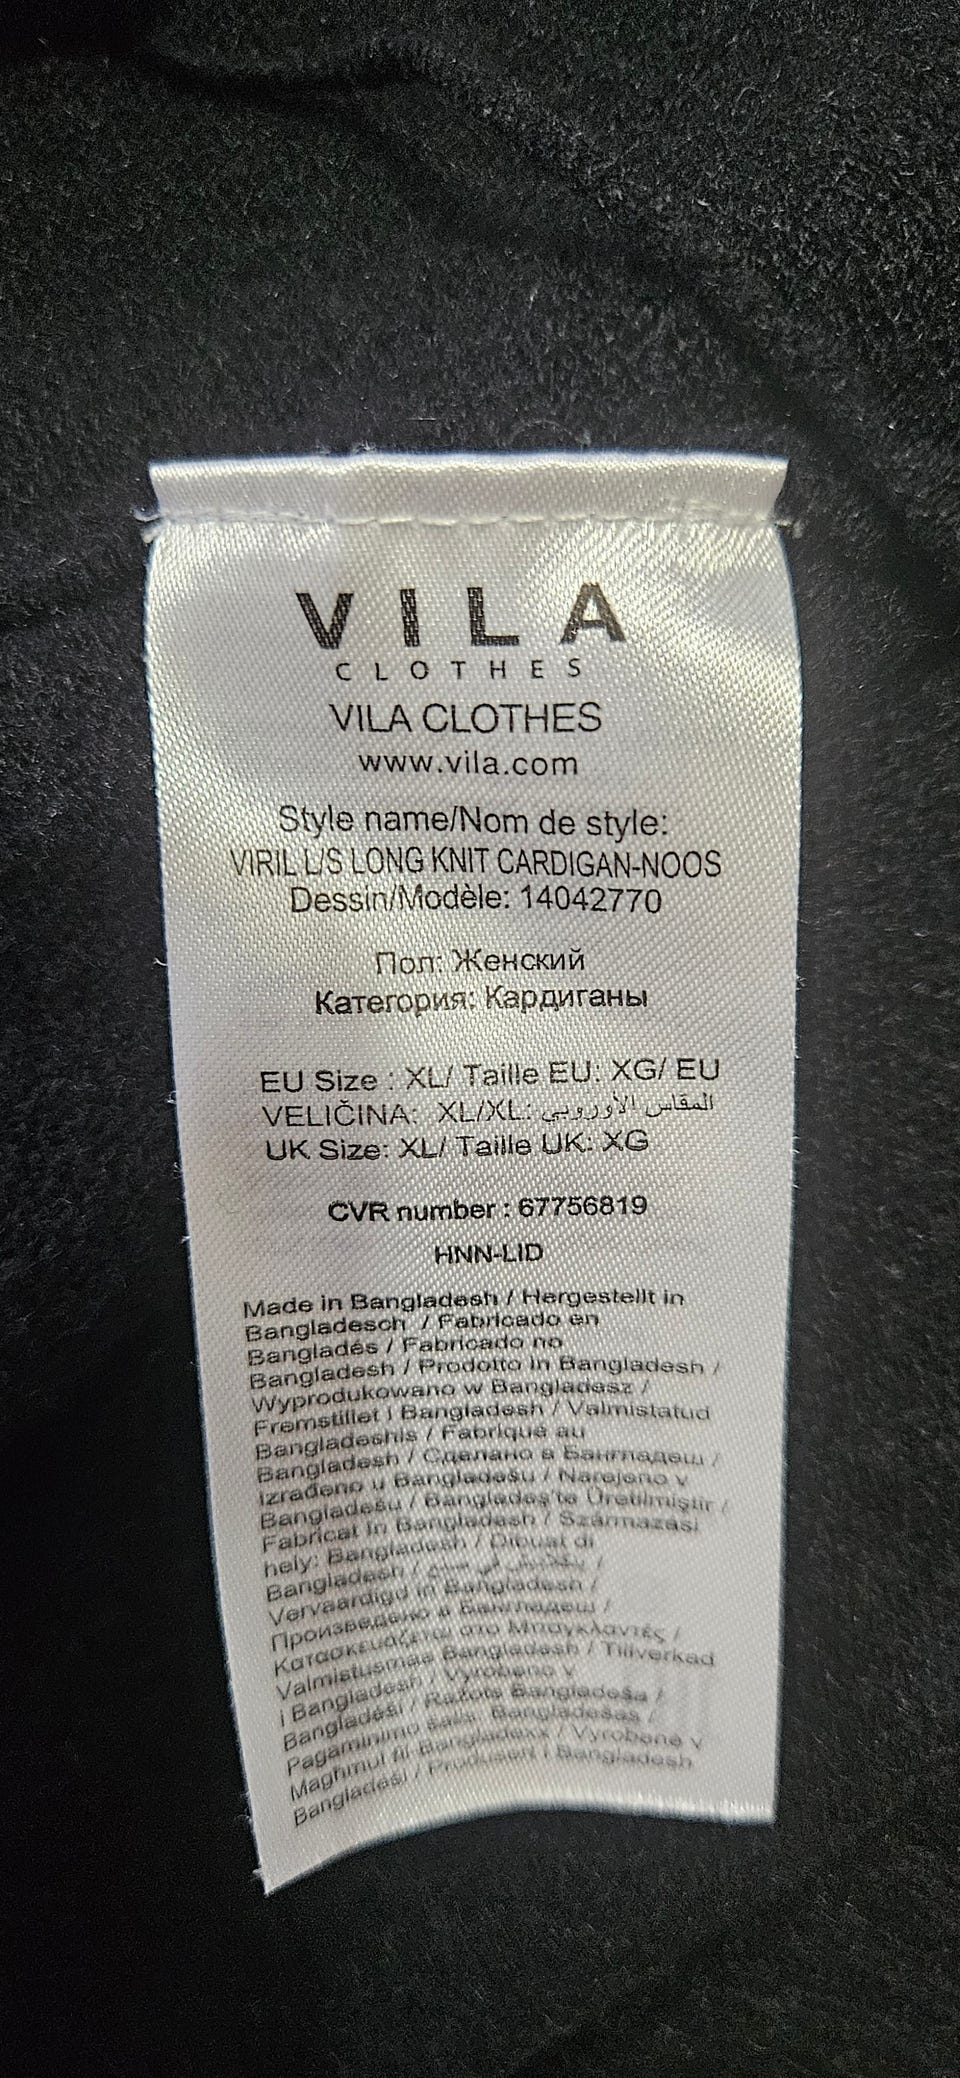 VILA
CLOTHES
VILA CLOTHES
www.vila.com
Style name/Nom de style:
VIRIL L/S LONG KNIT CARDIGAN-NOOS
Dessin/Modèle: 14042770
Пол: Женский
Категория: Кардиганы
EU Size : XL/ Taille EU: XG/ EU
VELIČINA: XL/XL: المقاس الأوروبي
UK Size: XL/ Taille UK: XG
CVR number : 67756819
HNN-LID
Made in Bangladesh / Hergestellt in
Bangladesch / Fabricado en
Bangladés / Fabricado no
Bangladesh / Prodotto in Bangladesh /
Wyprodukowano w Bangladesz /
Fremstillet i Bangladesh / Valmistatud
Bangladeshis / Fabriqué au
Bangladesh / Сделано в Бангладеш /
Izrađeno u Bangladešu / Narejeno v
Bangladešu / Bangladeş'te Üretilmiştir /
Fabricat în Bangladesh / Származási
hely: Bangladesh / Dibuat di
Bangladesh / بنغلاديش في صنع /
Vervaardigd in Bangladesh /
Произведено в Бангладеш /
Κατασκευάζεται στο Μπαγκλαντές /
Valmistusmaa Bangladesh / Tillverkad
i Bangladesh / Vyrobeno v
Bangladéši / Ražots Bangladeša /
Pagaminimo šalis: Bangladešas /
Maghmul fil-Bangladexx / Vyrobené v
Bangladéši / Produsert i Bangladesh